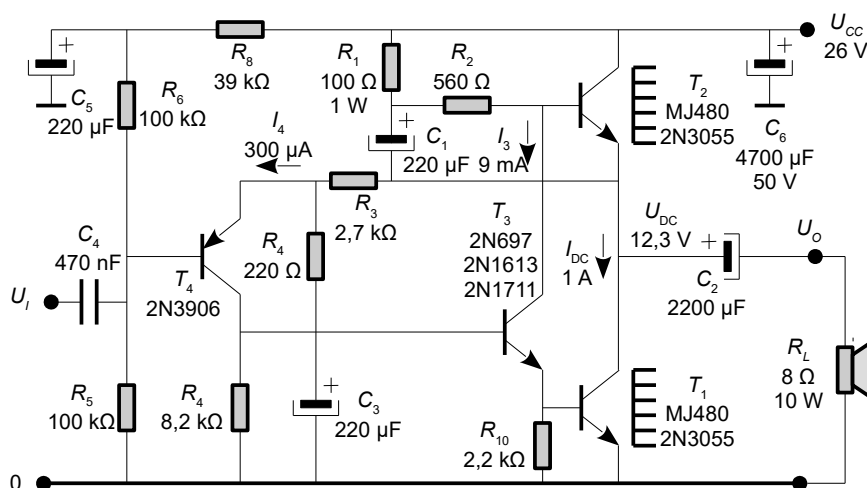 U_CC
26 V
R_8
39 kΩ
R_1
100 Ω
1 W
R_2
560 Ω
C_5
220 µF
R_6
100 kΩ
T_2
MJ480
2N3055
C_6
4700 µF
50 V
I_4
300 µA
C_1
220 µF
I_3
9 mA
R_3
2,7 kΩ
T_3
2N697
2N1613
2N1711
U_DC
12,3 V
U_O
C_4
470 nF
U_I
T_4
2N3906
R_4
220 Ω
I_DC
1 A
C_2
2200 µF
R_5
100 kΩ
R_4
8,2 kΩ
C_3
220 µF
R_10
2,2 kΩ
T_1
MJ480
2N3055
R_L
8 Ω
10 W
0